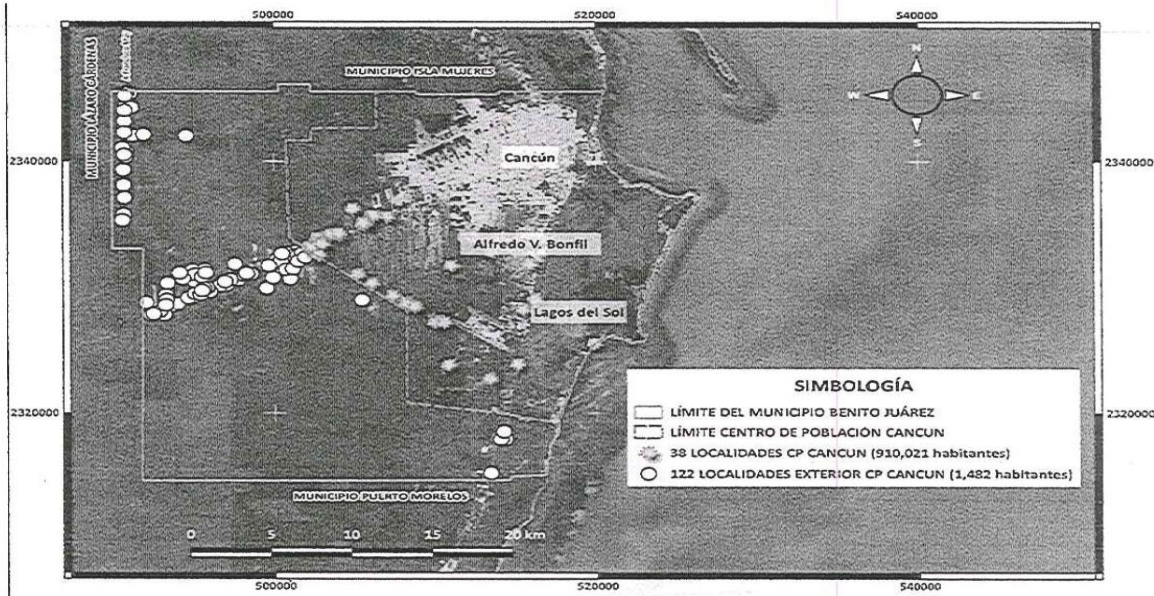 500000 520000 540000
MUNICIPIO LÁZARO CÁRDENAS
MUNICIPIO ISLA MUJERES
N
W E
S
2340000 2340000
Cancún
Alfredo V. Bonfil
Lagos del Sol
SIMBOLOGÍA
LÍMITE DEL MUNICIPIO BENITO JUÁREZ
LÍMITE CENTRO DE POBLACIÓN CANCUN
38 LOCALIDADES CP CANCUN (910,021 habitantes)
122 LOCALIDADES EXTERIOR CP CANCUN (1,482 habitantes)
2320000 2320000
MUNICIPIO PUERTO MORELOS
0 5 10 15 20 km
500000 520000 540000